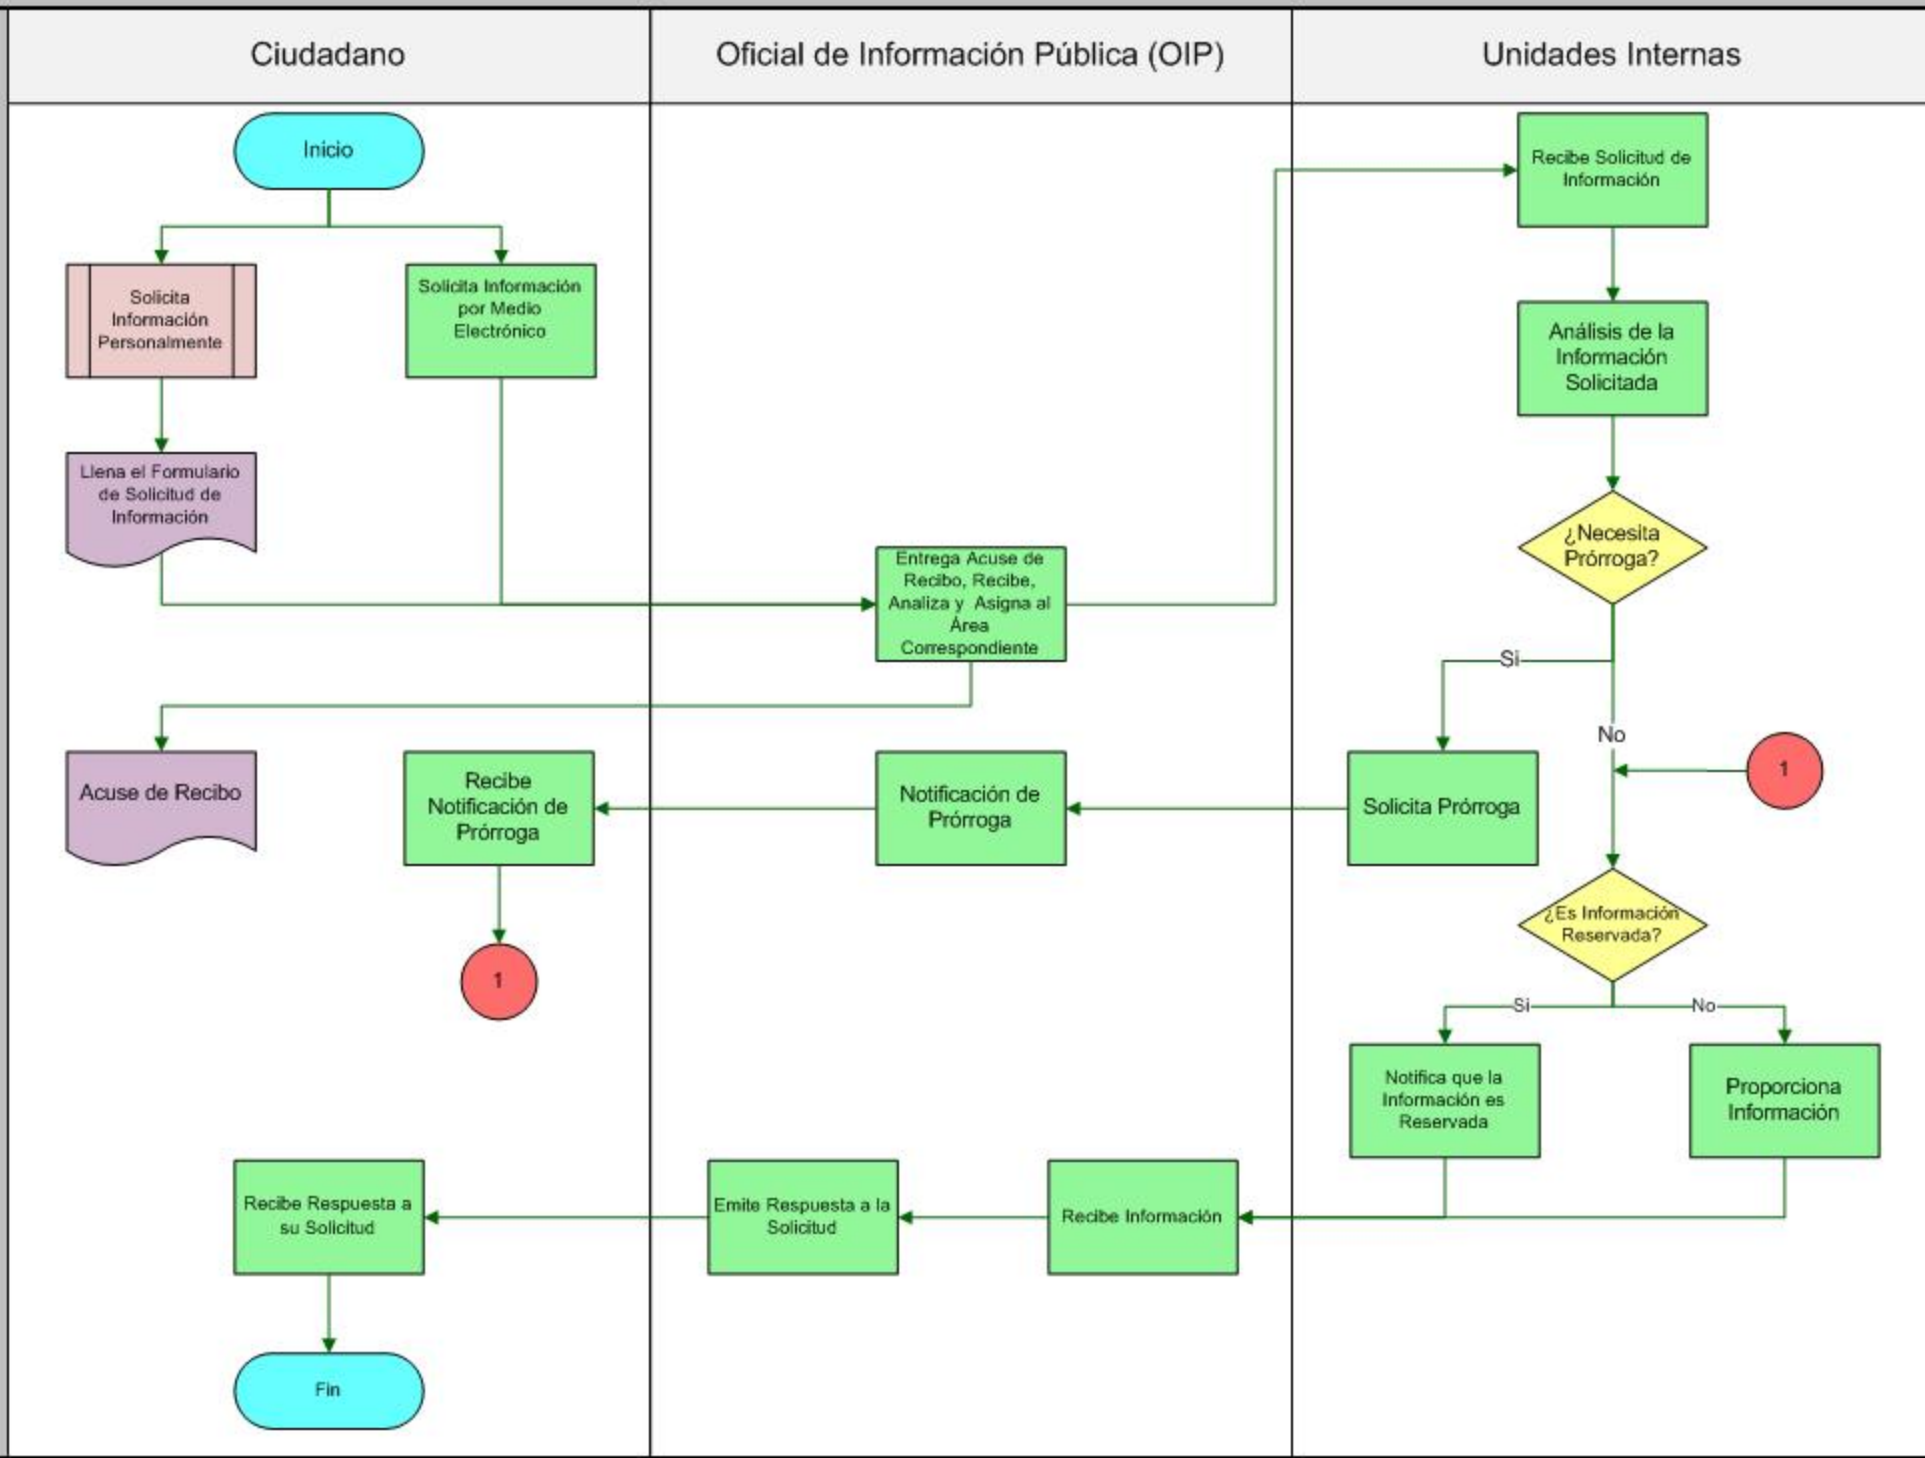 Ciudadano
Oficial de Información Pública (OIP)
Unidades Internas
Inicio
Solicita
Información
Personalmente
Solicita Información
por Medio
Electrónico
Llena el Formulario
de Solicitud de
Información
Entrega Acuse de
Recibo, Recibe,
Analiza y Asigna al
Área
Correspondiente
Recibe Solicitud de
Información
Análisis de la
Información
Solicitada
¿Necesita
Prórroga?
Si
No
1
Acuse de Recibo
Recibe
Notificación de
Prórroga
Notificación de
Prórroga
Solicita Prórroga
1
¿Es Información
Reservada?
Si
No
Notifica que la
Información es
Reservada
Proporciona
Información
Recibe Respuesta a
su Solicitud
Emite Respuesta a la
Solicitud
Recibe Información
Fin